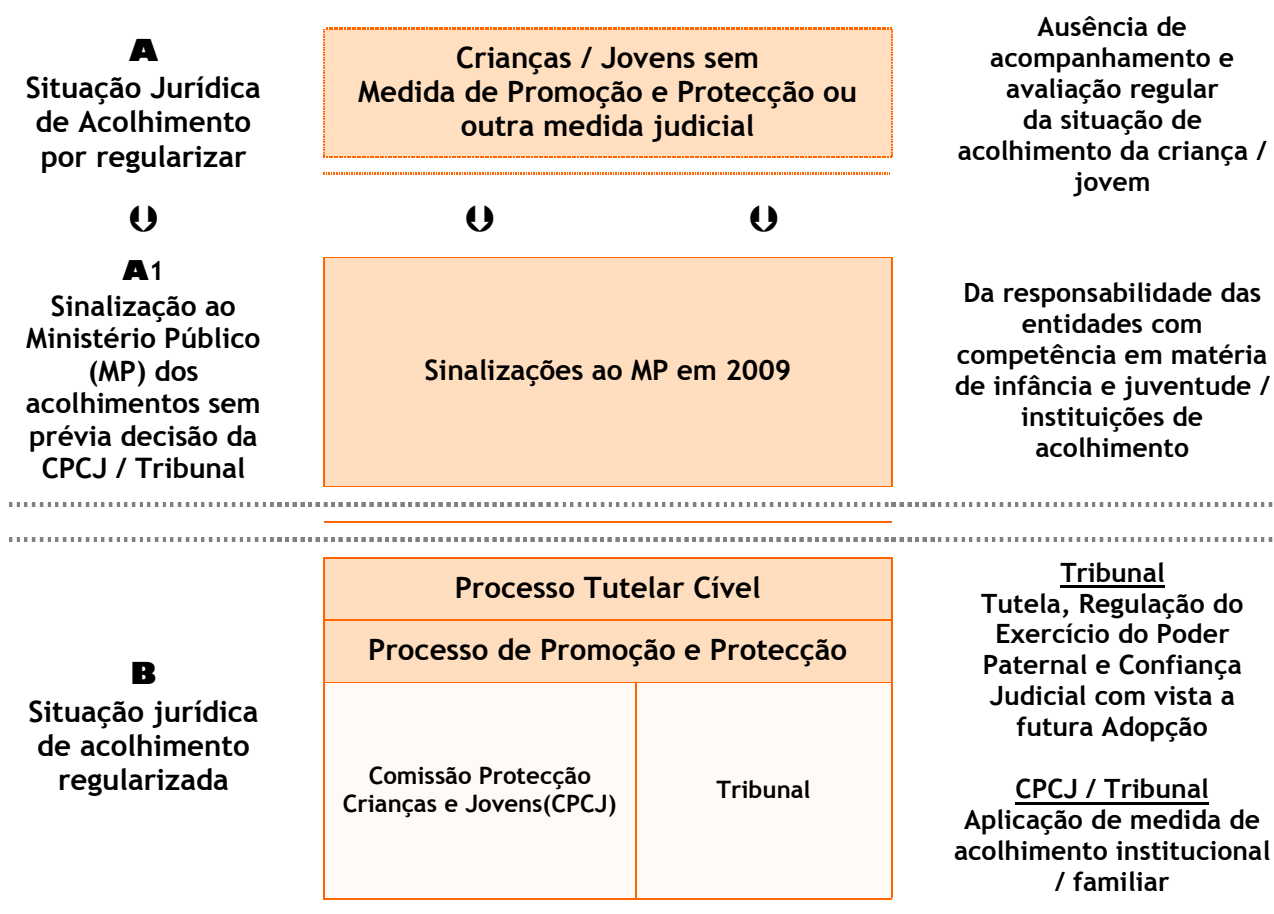 A
Situação Jurídica
de Acolhimento
por regularizar
Crianças / Jovens sem
Medida de Promoção e Protecção ou
outra medida judicial
Ausência de
acompanhamento e
avaliação regular
da situação de
acolhimento da criança /
jovem
A1
Sinalização ao
Ministério Público
(MP) dos
acolhimentos sem
prévia decisão da
CPCJ / Tribunal
Sinalizações ao MP em 2009
Da responsabilidade das
entidades com
competência em matéria
de infância e juventude /
instituições de
acolhimento
B
Situação jurídica
de acolhimento
regularizada
Processo Tutelar Cível
Processo de Promoção e Protecção
Comissão Protecção
Crianças e Jovens(CPCJ)
Tribunal
Tribunal
Tutela, Regulação do
Exercício do Poder
Paternal e Confiança
Judicial com vista a
futura Adopção
CPCJ / Tribunal
Aplicação de medida de
acolhimento institucional
/ familiar